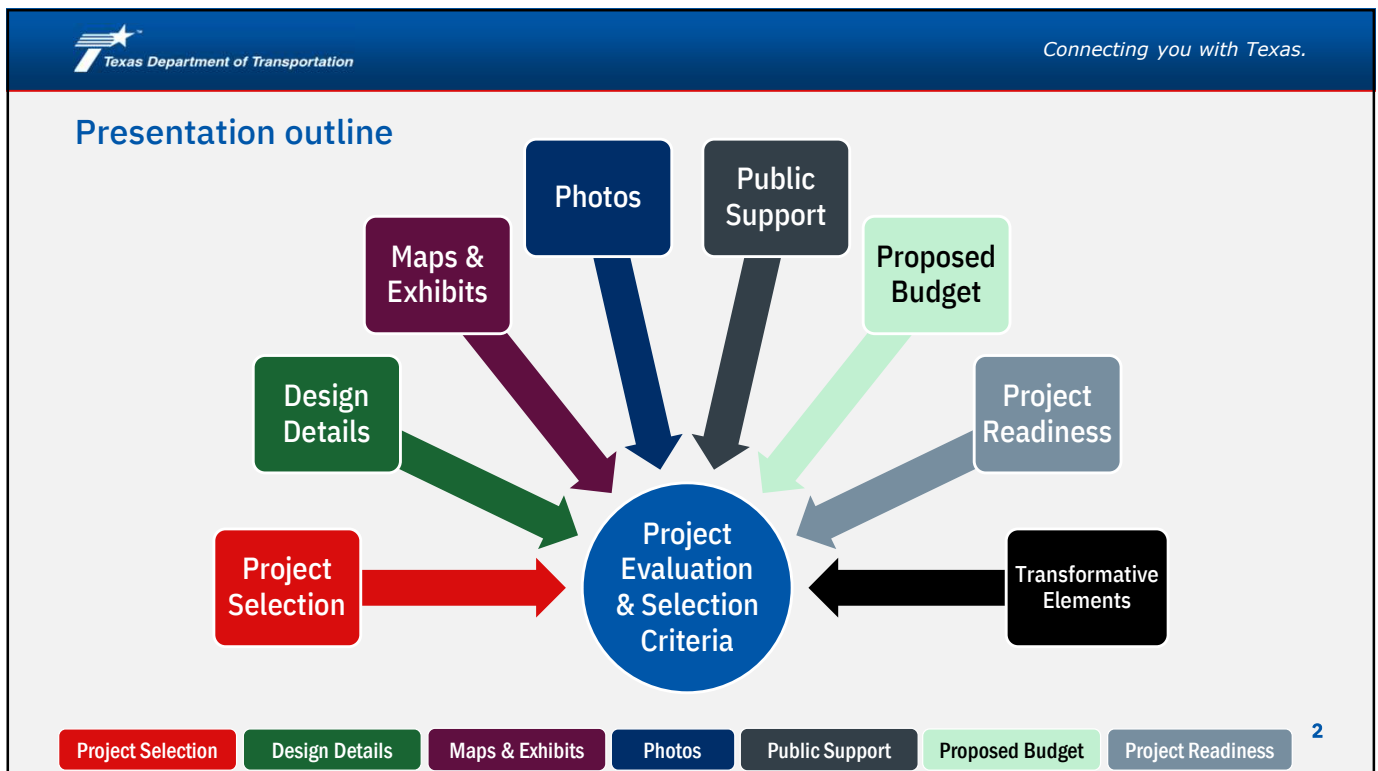 Texas Department of Transportation
Connecting you with Texas.
Presentation outline
Photos
Public
Support
Maps &
Exhibits
Proposed
Budget
Design
Details
Project
Readiness
Project
Selection
Project
Evaluation
& Selection
Criteria
Transformative
Elements
Project Selection
Design Details
Maps & Exhibits
Photos
Public Support
Proposed Budget
Project Readiness
2